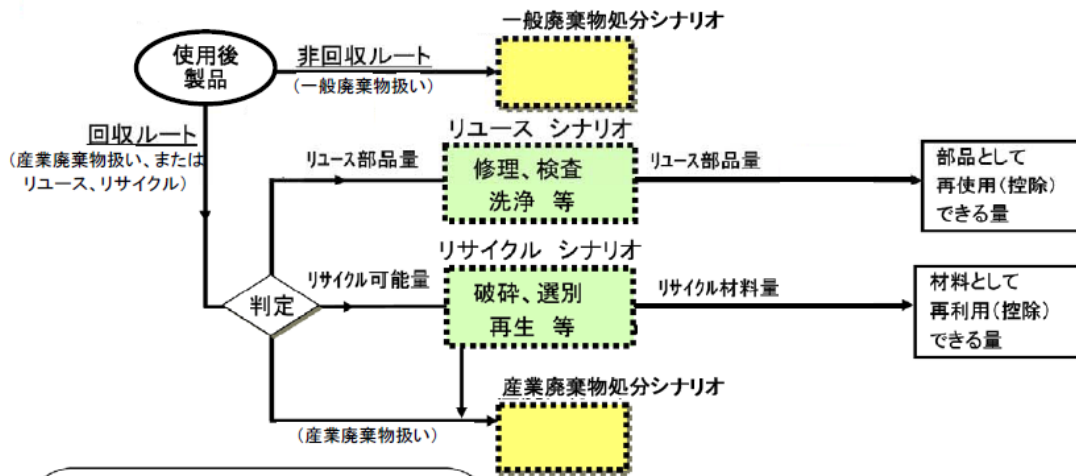 一般廃棄物処分シナリオ
使用後
製品
非回収ルート
(一般廃棄物扱い)
回収ルート
(産業廃棄物扱い、または
リユース、リサイクル)
リユース シナリオ
リユース部品量
修理、検査
洗浄 等
リユース部品量
部品として
再使用(控除)
できる量
リサイクル シナリオ
判定
リサイクル可能量
破砕、選別
再生 等
リサイクル材料量
材料として
再利用(控除)
できる量
産業廃棄物処分シナリオ
(産業廃棄物扱い)